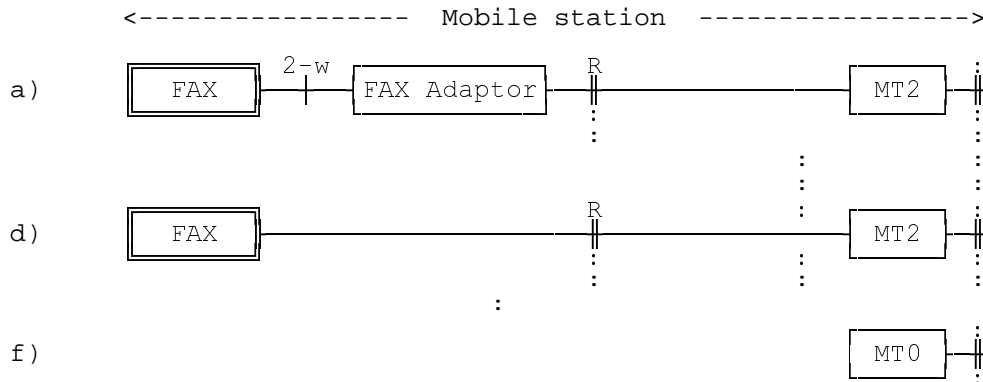 <----------------- Mobile station ----------------->
2-w R
a) FAX FAX Adaptor MT2
R
d) FAX MT2
f) MT0